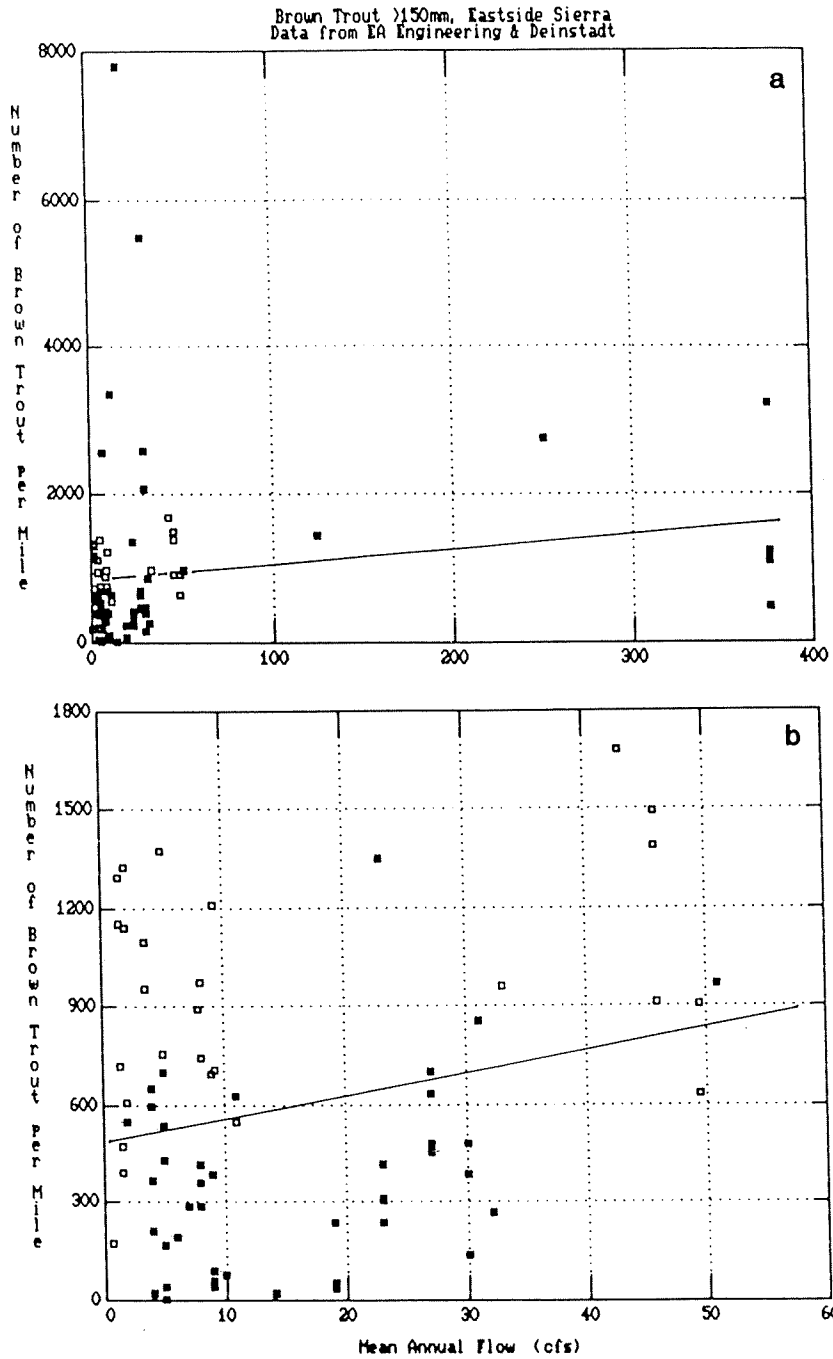 Brown Trout >150mm, Eastside Sierra
Data from EA Engineering & Deinstadt
a
Number of Brown Trout per Mile
8000
6000
4000
2000
0
0 100 200 300 400
b
Number of Brown Trout per Mile
1800
1500
1200
900
600
300
0
0 10 20 30 40 50 60
Mean Annual Flow (cfs)